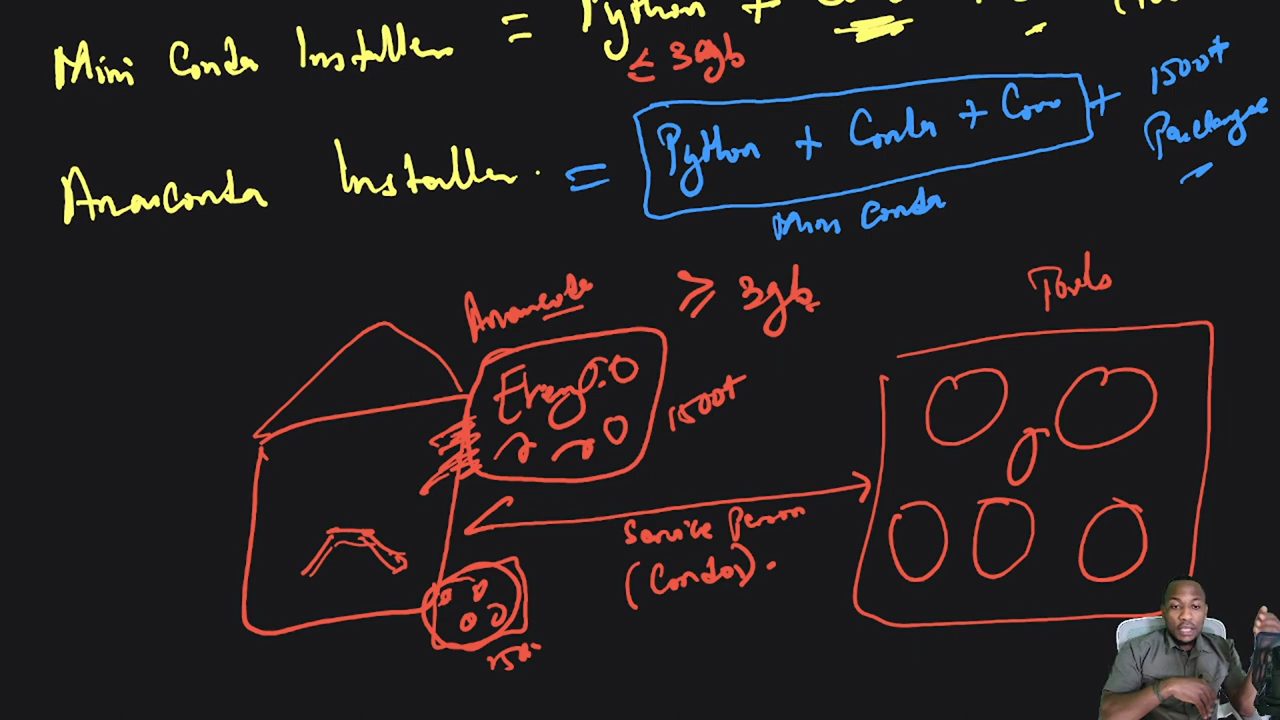 Mini Conda Installer = Python +
≤ 3gb
Anaconda Installer. = Python + Conda + Core + 1500+ Packages
Mini Conda
Anaconda ≥ 3gb
Tools
1500+
Service Person
(Conda).